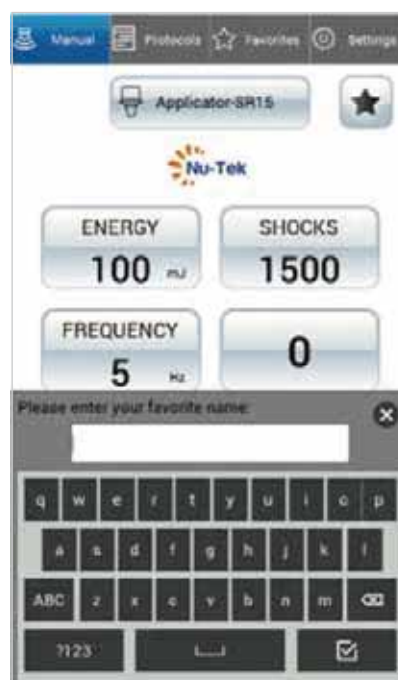 Manual Protocols Favorites Settings
Applicator-SR15
Nu-Tek
ENERGY SHOCKS
100 mJ 1500
FREQUENCY
5 Hz 0
Please enter your favorite name:
q w e r t y u i o p
a s d f g h j k l
ABC z x c v b n m
?123